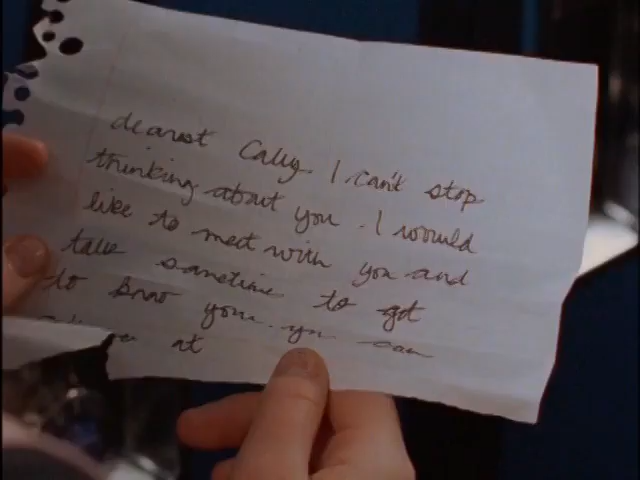 dearest Cally. I can't stop
thinking about you. I would
like to meet with you and
take sometime to get
to know you. you can
at